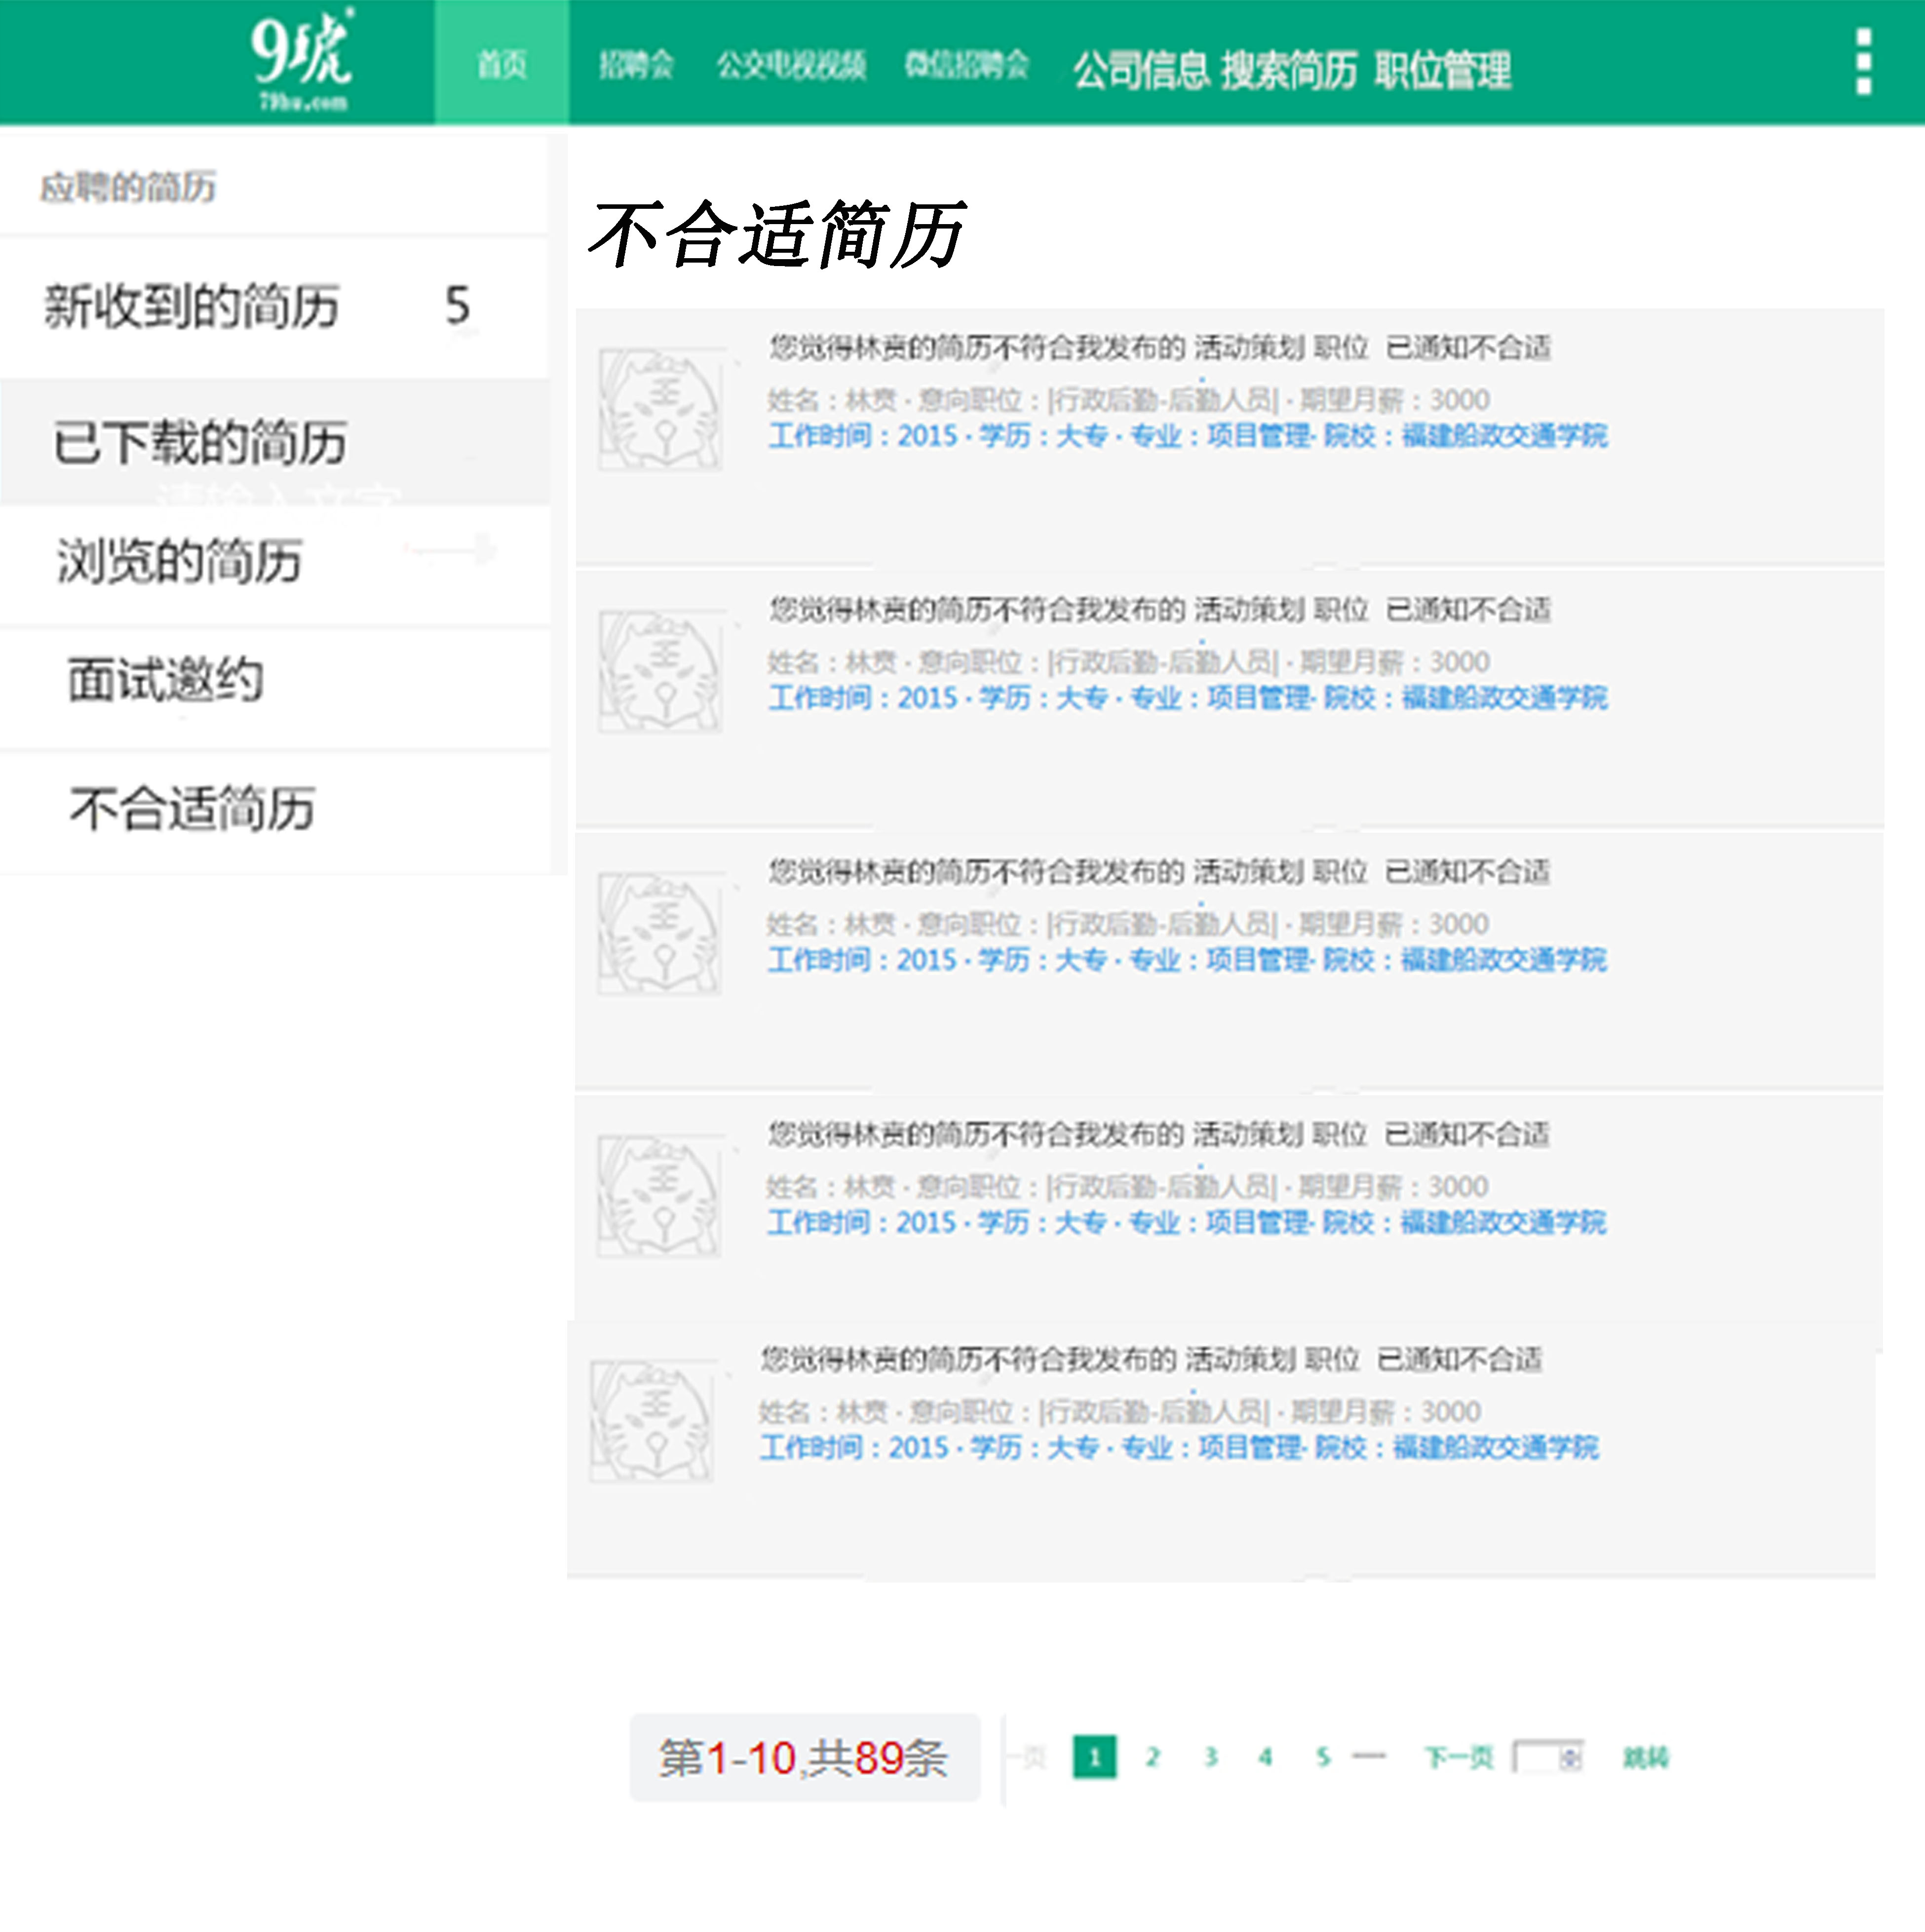 9號
79hu.com
首页 招聘会 公交电视视频 微信招聘会 公司信息 搜索简历 职位管理
应聘的简历
新收到的简历 5
已下载的简历
请输入文字
浏览的简历
面试邀约
不合适简历
不合适简历
您觉得林贲的简历不符合我发布的 活动策划 职位 已通知不合适
姓名：林贲 · 意向职位：|行政后勤-后勤人员| · 期望月薪：3000
工作时间：2015 · 学历：大专 · 专业：项目管理· 院校：福建船政交通学院
您觉得林贲的简历不符合我发布的 活动策划 职位 已通知不合适
姓名：林贲 · 意向职位：|行政后勤-后勤人员| · 期望月薪：3000
工作时间：2015 · 学历：大专 · 专业：项目管理· 院校：福建船政交通学院
您觉得林贲的简历不符合我发布的 活动策划 职位 已通知不合适
姓名：林贲 · 意向职位：|行政后勤-后勤人员| · 期望月薪：3000
工作时间：2015 · 学历：大专 · 专业：项目管理· 院校：福建船政交通学院
您觉得林贲的简历不符合我发布的 活动策划 职位 已通知不合适
姓名：林贲 · 意向职位：|行政后勤-后勤人员| · 期望月薪：3000
工作时间：2015 · 学历：大专 · 专业：项目管理· 院校：福建船政交通学院
您觉得林贲的简历不符合我发布的 活动策划 职位 已通知不合适
姓名：林贲 · 意向职位：|行政后勤-后勤人员| · 期望月薪：3000
工作时间：2015 · 学历：大专 · 专业：项目管理· 院校：福建船政交通学院
第1-10,共89条 一页 1 2 3 4 5 — 下一页 跳转